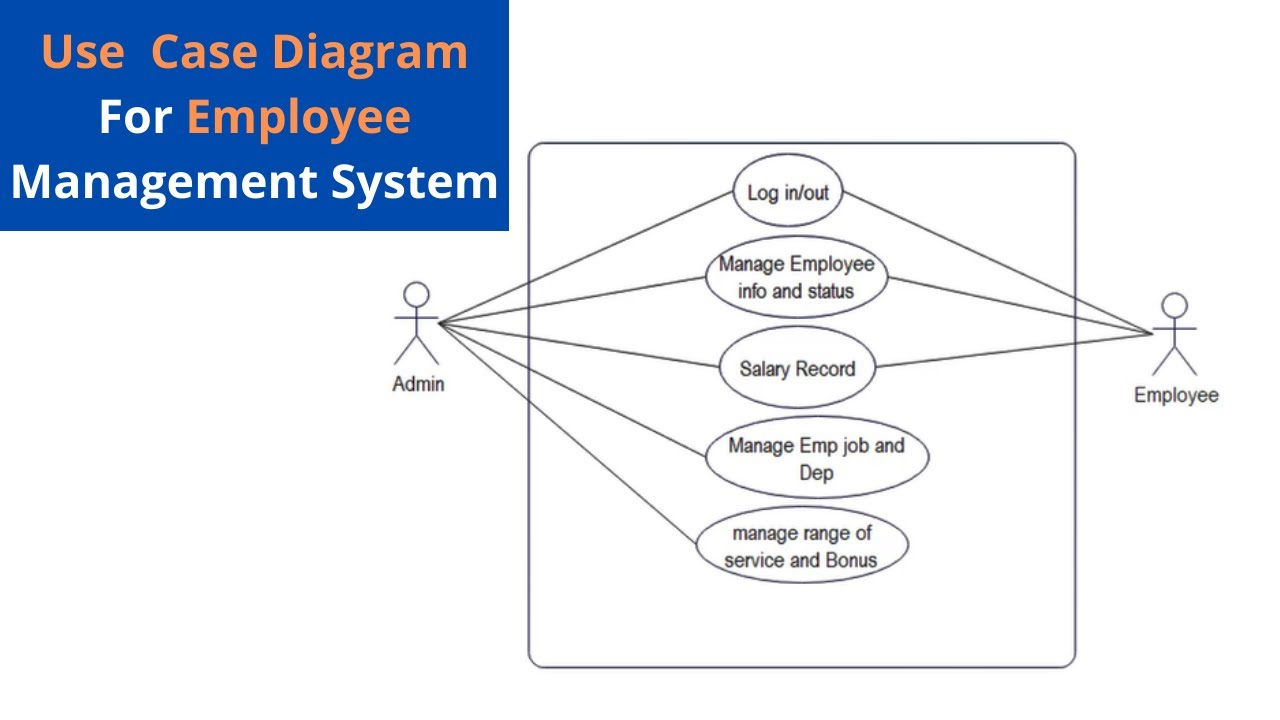 Use Case Diagram
For Employee
Management System
Log in/out
Manage Employee
info and status
Salary Record
Manage Emp job and
Dep
manage range of
service and Bonus
Admin
Employee